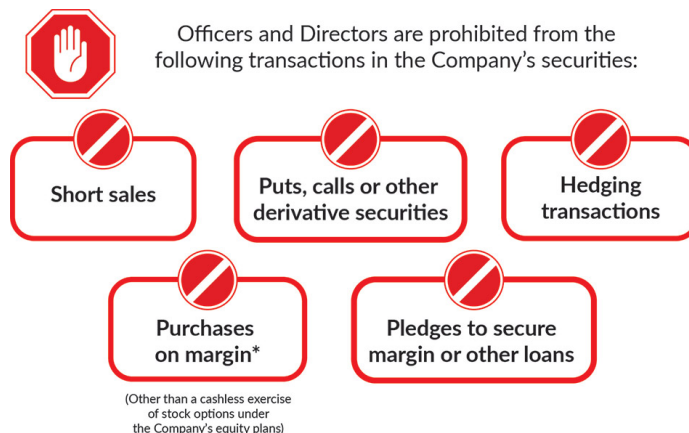 Officers and Directors are prohibited from the
following transactions in the Company's securities:
Short sales
Puts, calls or other
derivative securities
Hedging
transactions
Purchases
on margin*
(Other than a cashless exercise
of stock options under
the Company's equity plans)
Pledges to secure
margin or other loans